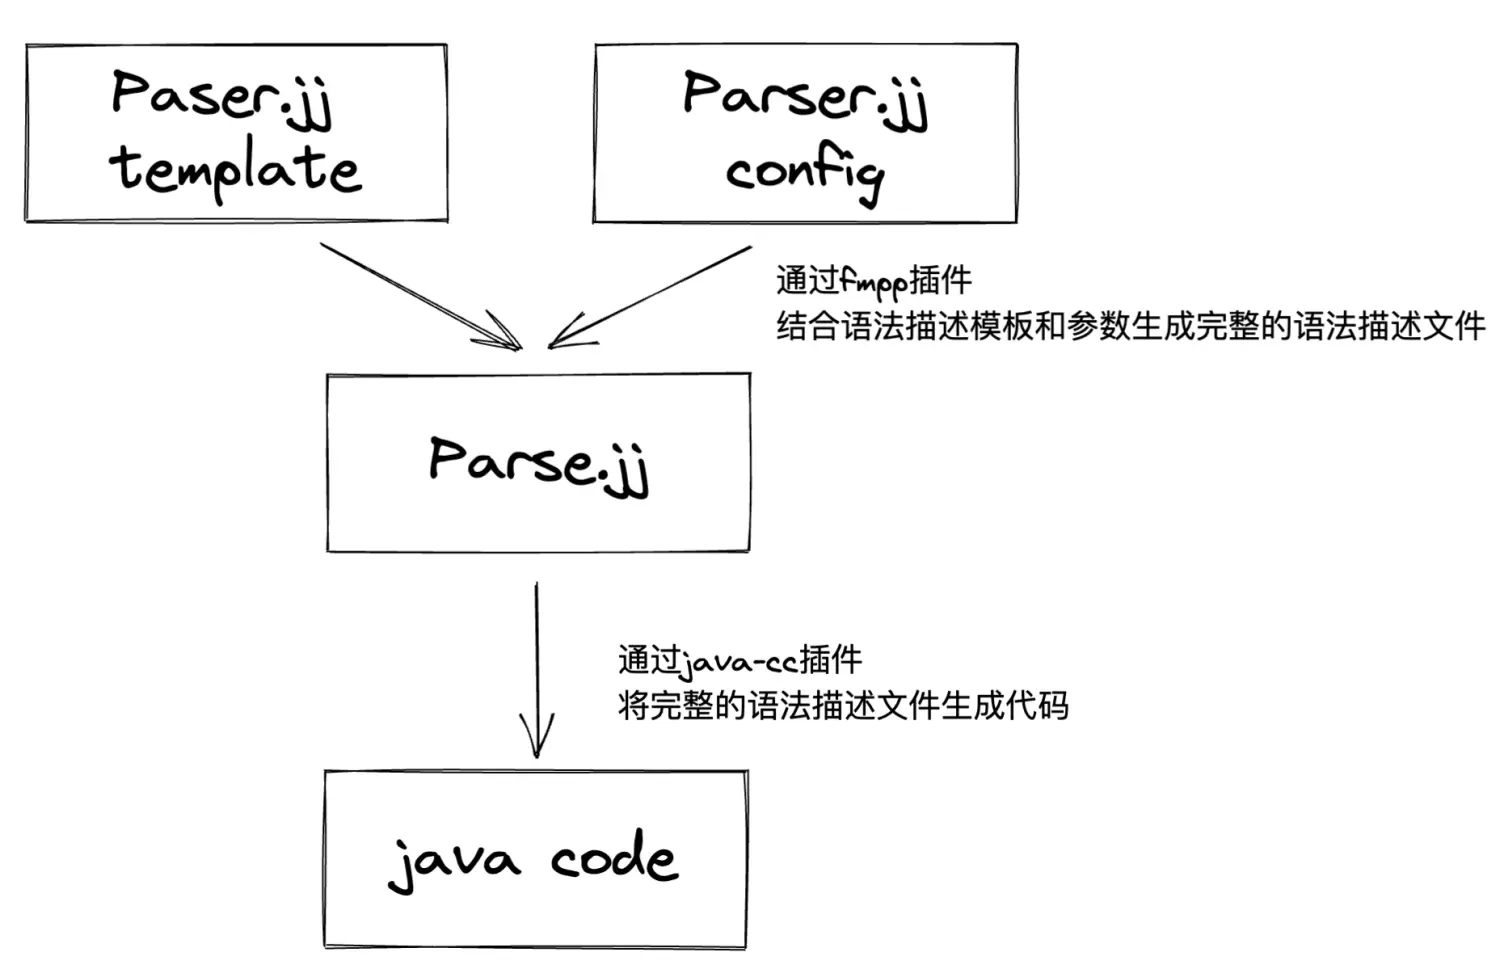 Paser.jj
template
Parser.jj
config
通过fmpp插件
结合语法描述模板和参数生成完整的语法描述文件
Parse.jj
通过java-cc插件
将完整的语法描述文件生成代码
java code